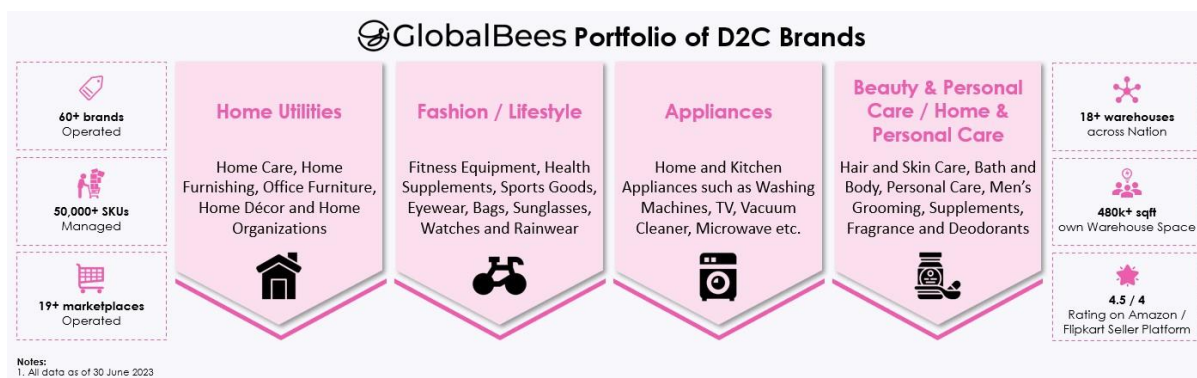 GlobalBees Portfolio of D2C Brands
60+ brands
Operated
50,000+ SKUs
Managed
19+ marketplaces
Operated
Home Utilities
Home Care, Home
Furnishing, Office Furniture,
Home Décor and Home
Organizations
Fashion / Lifestyle
Fitness Equipment, Health
Supplements, Sports Goods,
Eyewear, Bags, Sunglasses,
Watches and Rainwear
Appliances
Home and Kitchen
Appliances such as Washing
Machines, TV, Vacuum
Cleaner, Microwave etc.
Beauty & Personal
Care / Home &
Personal Care
Hair and Skin Care, Bath and
Body, Personal Care, Men’s
Grooming, Supplements,
Fragrance and Deodorants
18+ warehouses
across Nation
480k+ sqft
own Warehouse Space
4.5 / 4
Rating on Amazon /
Flipkart Seller Platform
Notes:
1. All data as of 30 June 2023